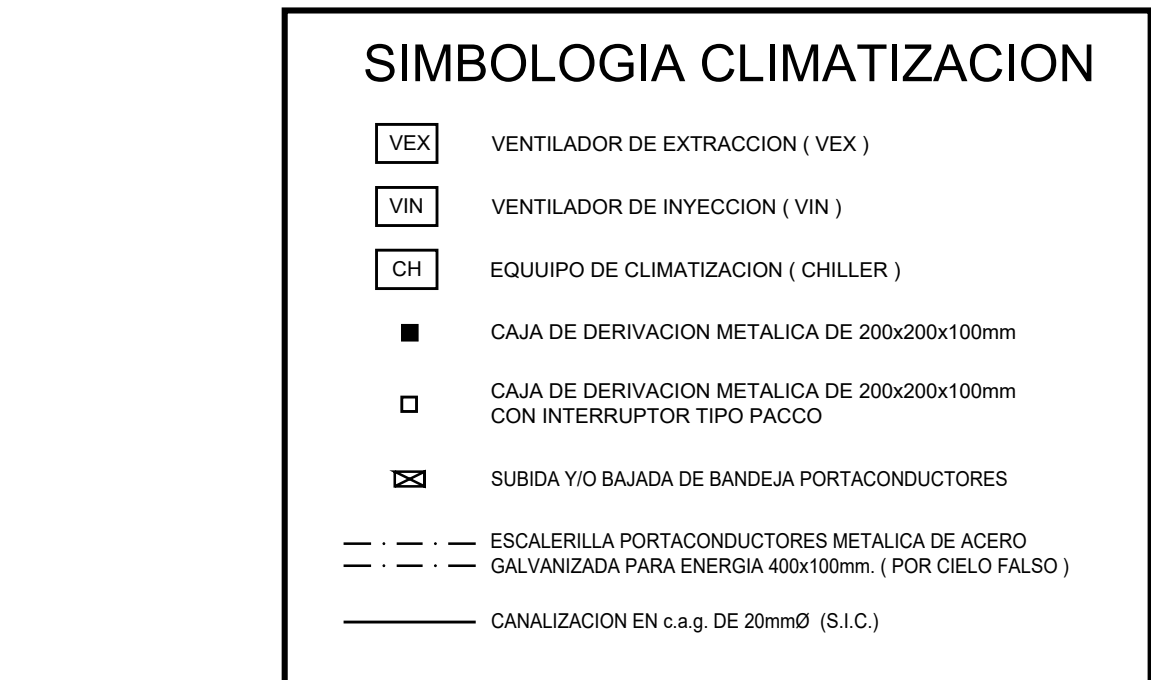 SIMBOLOGIA CLIMATIZACION
VEX VENTILADOR DE EXTRACCION ( VEX )
VIN VENTILADOR DE INYECCION ( VIN )
CH EQUUIPO DE CLIMATIZACION ( CHILLER )
CAJA DE DERIVACION METALICA DE 200x200x100mm
CAJA DE DERIVACION METALICA DE 200x200x100mm
CON INTERRUPTOR TIPO PACCO
SUBIDA Y/O BAJADA DE BANDEJA PORTACONDUCTORES
ESCALERILLA PORTACONDUCTORES METALICA DE ACERO
GALVANIZADA PARA ENERGIA 400x100mm. ( POR CIELO FALSO )
CANALIZACION EN c.a.g. DE 20mmØ (S.I.C.)